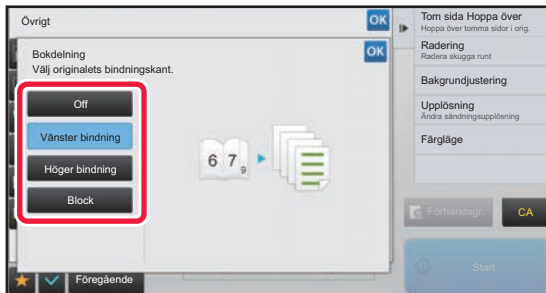 Övrigt
OK
Bokdelning
Välj originalets bindningskant.
OK
Off
Vänster bindning
Höger bindning
Block
6 7 9
Föregående
Tom sida Hoppa över
Hoppa över tomma sidor i orig.
Radering
Radera skugga runt
Bakgrundjustering
Upplösning
Ändra sändningsupplösning
Färgläge
Förhandsgr.
CA
Start